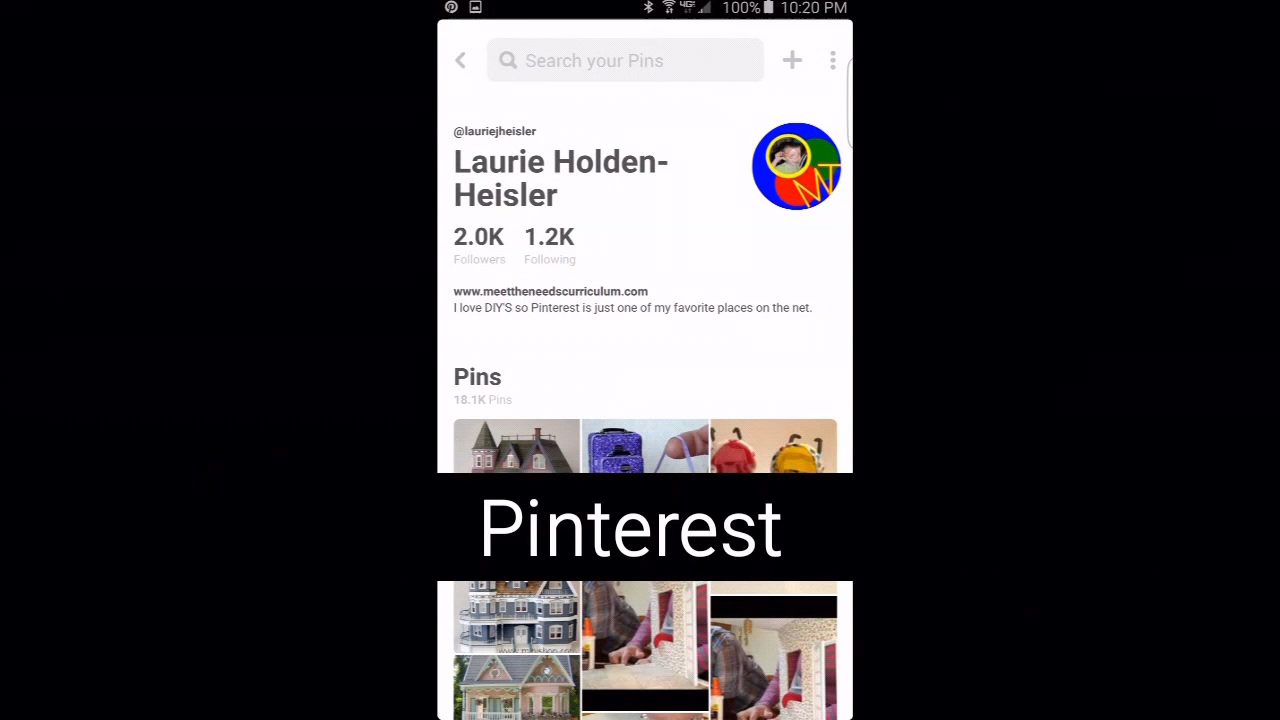 100% 10:20 PM
Search your Pins
@lauriejheisler
Laurie Holden-
Heisler
2.0K 1.2K
Followers Following
www.meettheneedscurriculum.com
I love DIY'S so Pinterest is just one of my favorite places on the net.
Pins
18.1K Pins
Pinterest